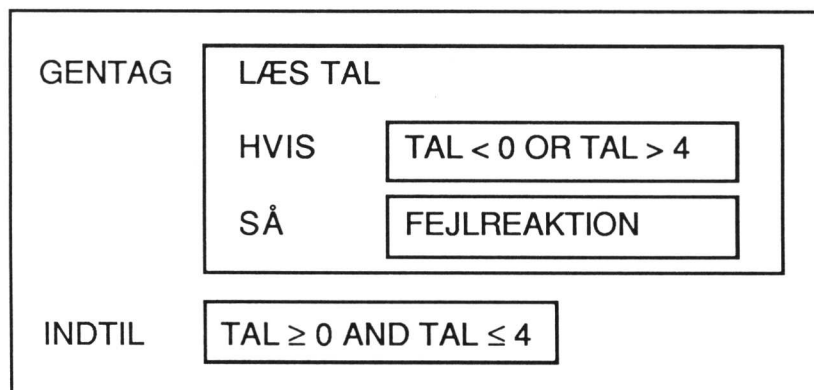 GENTAG LÆS TAL
HVIS TAL < 0 OR TAL > 4
SÅ FEJLREAKTION
INDTIL TAL ≥ 0 AND TAL ≤ 4